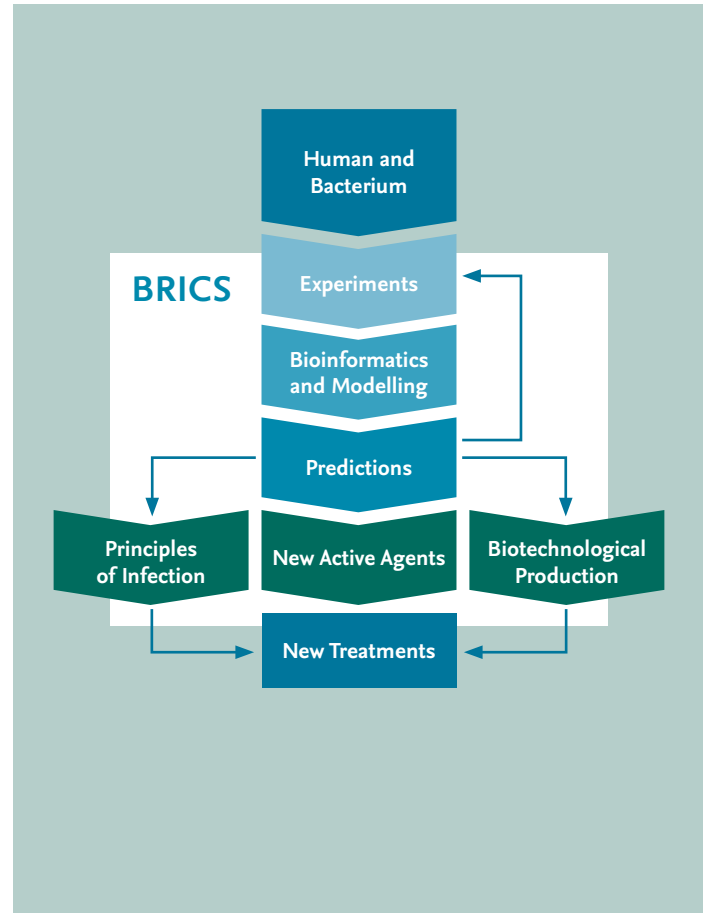 Human and
Bacterium
BRICS
Experiments
Bioinformatics
and Modelling
Predictions
Principles
of Infection
New Active Agents
Biotechnological
Production
New Treatments